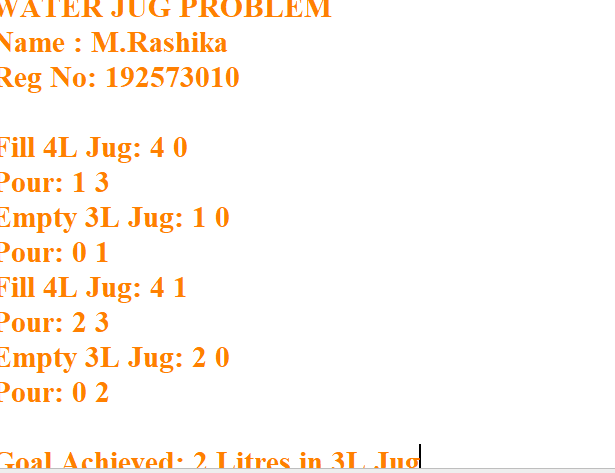 WATER JUG PROBLEM
Name : M.Rashika
Reg No: 192573010
Fill 4L Jug: 4 0
Pour: 1 3
Empty 3L Jug: 1 0
Pour: 0 1
Fill 4L Jug: 4 1
Pour: 2 3
Empty 3L Jug: 2 0
Pour: 0 2
Goal Achieved: 2 Litres in 3L Jug